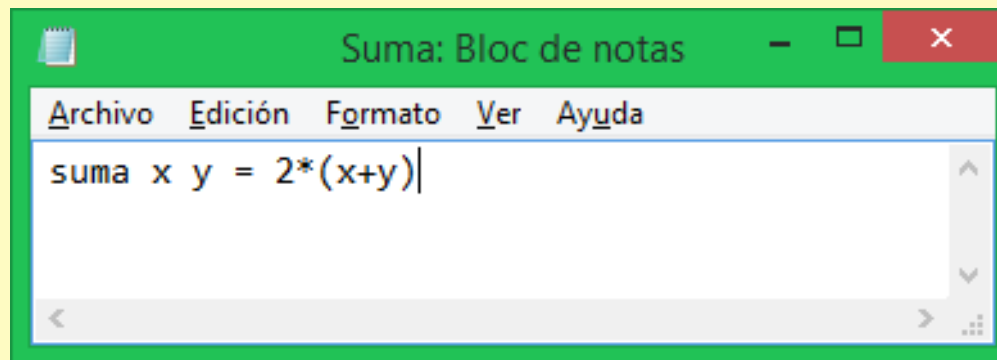 Suma: Bloc de notas
Archivo Edición Formato Ver Ayuda
suma x y = 2*(x+y)